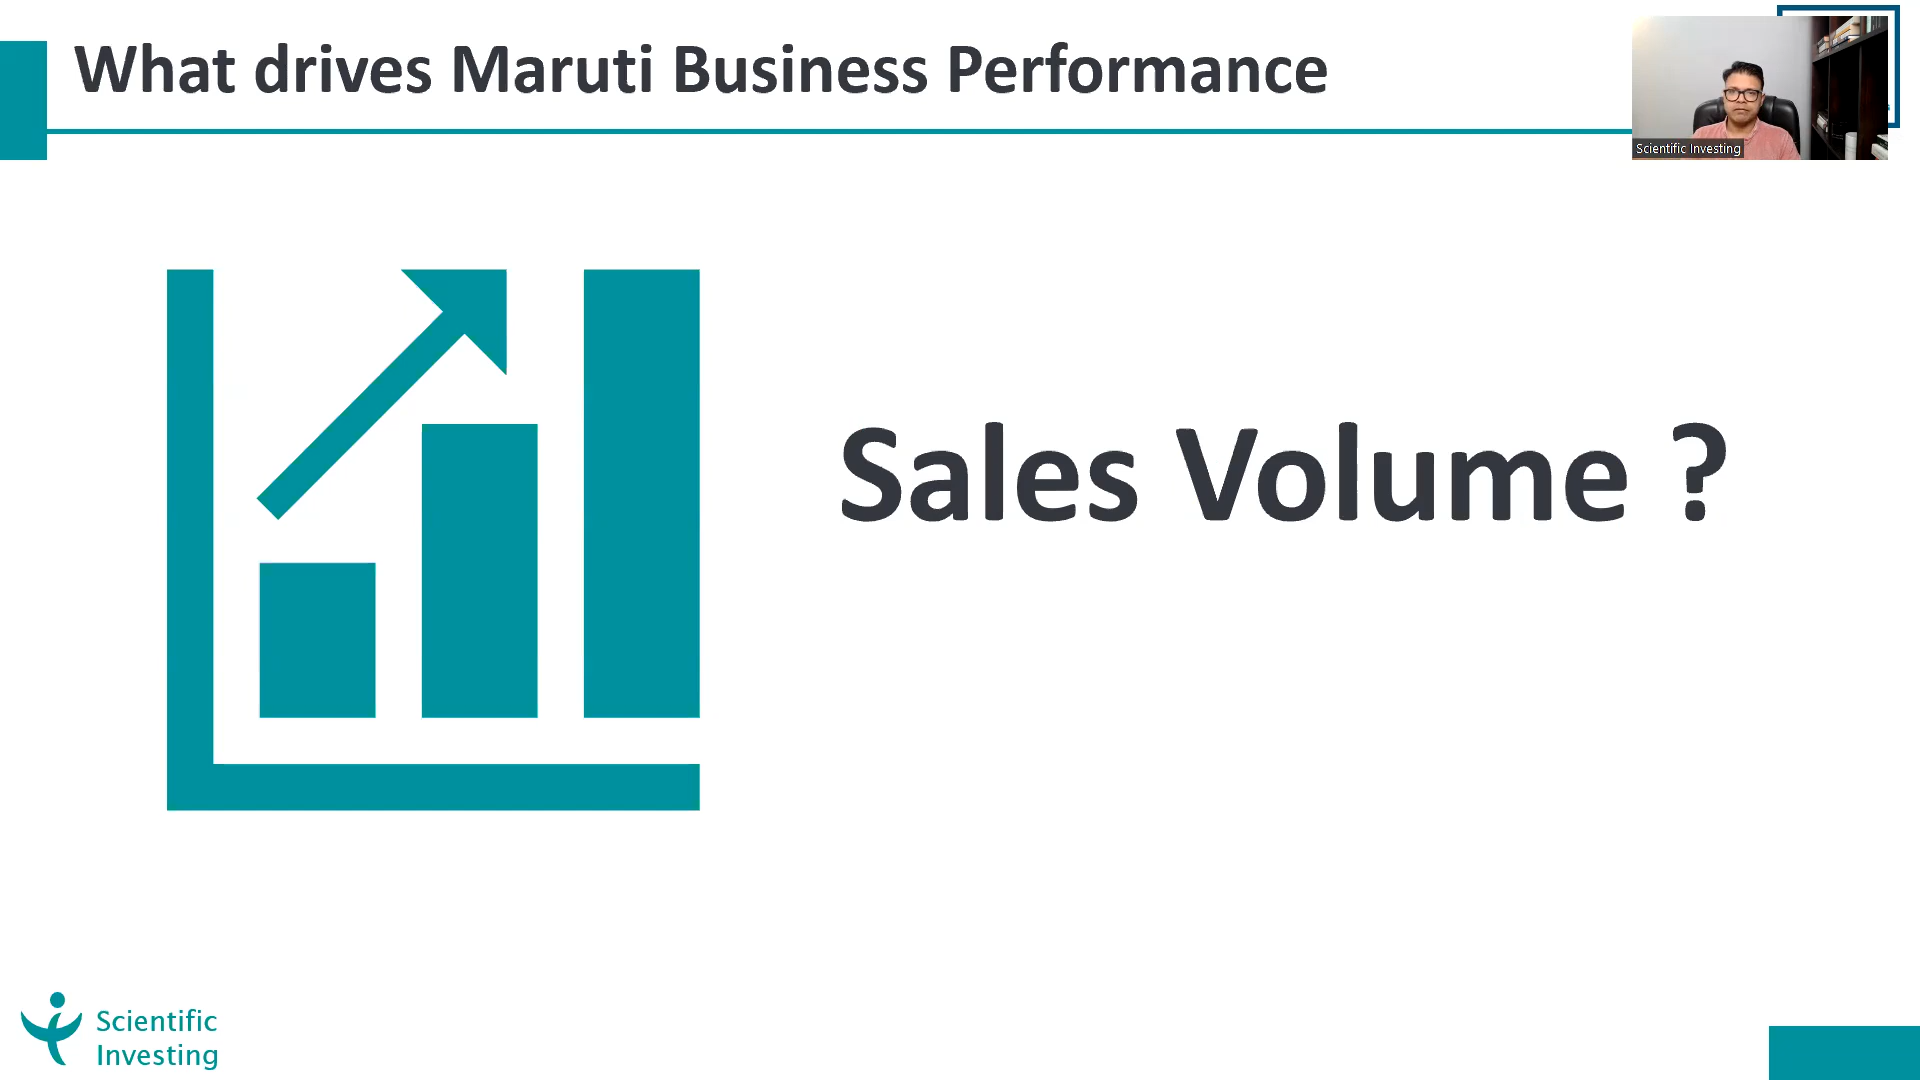 What drives Maruti Business Performance
Scientific Investing
Sales Volume ?
Scientific
Investing